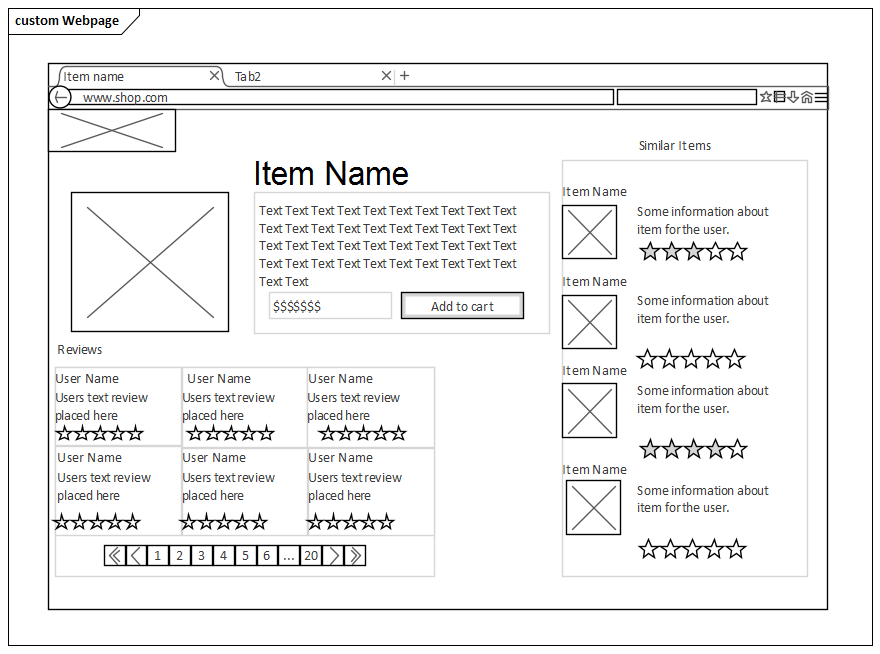 custom Webpage
Item name
Tab2
www.shop.com
Item Name
Text Text Text Text Text Text Text Text Text Text
Text Text Text Text Text Text Text Text Text Text
Text Text Text Text Text Text Text Text Text Text
Text Text Text Text Text Text Text Text Text Text
Text Text
$$$$$$$
Add to cart
Reviews
User Name
Users text review
placed here
User Name
Users text review
placed here
User Name
Users text review
placed here
User Name
Users text review
placed here
User Name
Users text review
placed here
User Name
Users text review
placed here
1 2 3 4 5 6 ... 20
Similar Items
Item Name
Some information about
item for the user.
Item Name
Some information about
item for the user.
Item Name
Some information about
item for the user.
Item Name
Some information about
item for the user.